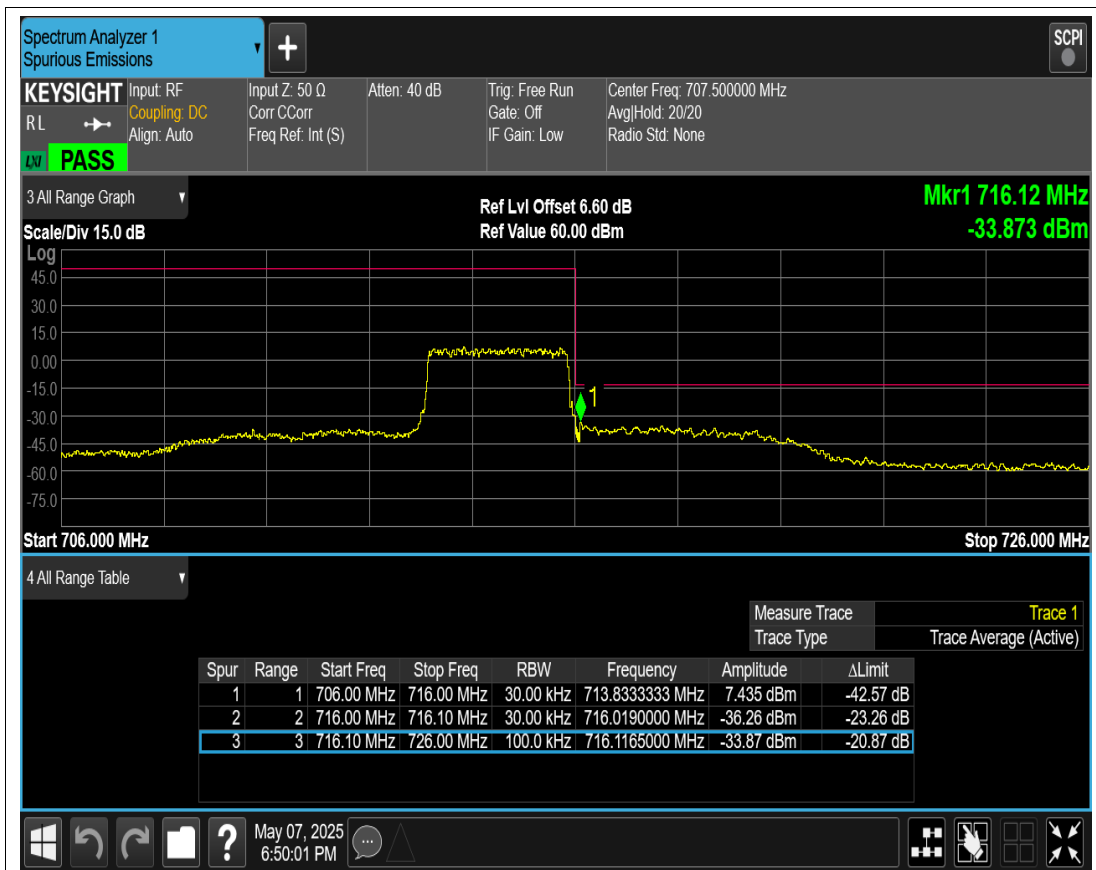 Spectrum Analyzer 1
Spurious Emissions
+
SCPI
KEYSIGHT
RL
LXI PASS
Input: RF
Coupling: DC
Align: Auto
Input Z: 50 Ω
Corr CCorr
Freq Ref: Int (S)
Atten: 40 dB
Trig: Free Run
Gate: Off
IF Gain: Low
Center Freq: 707.500000 MHz
Avg|Hold: 20/20
Radio Std: None
3 All Range Graph
Ref Lvl Offset 6.60 dB
Mkr1 716.12 MHz
Scale/Div 15.0 dB
Ref Value 60.00 dBm
-33.873 dBm
Log
45.0
30.0
15.0
0.00
-15.0
1
-30.0
-45.0
-60.0
-75.0
Start 706.000 MHz
Stop 726.000 MHz
4 All Range Table
Measure Trace Trace 1
Trace Type Trace Average (Active)
Spur Range Start Freq Stop Freq RBW Frequency Amplitude ΔLimit
1 1 706.00 MHz 716.00 MHz 30.00 kHz 713.8333333 MHz 7.435 dBm -42.57 dB
2 2 716.00 MHz 716.10 MHz 30.00 kHz 716.0190000 MHz -36.26 dBm -23.26 dB
3 3 716.10 MHz 726.00 MHz 100.0 kHz 716.1165000 MHz -33.87 dBm -20.87 dB
?
May 07, 2025
6:50:01 PM